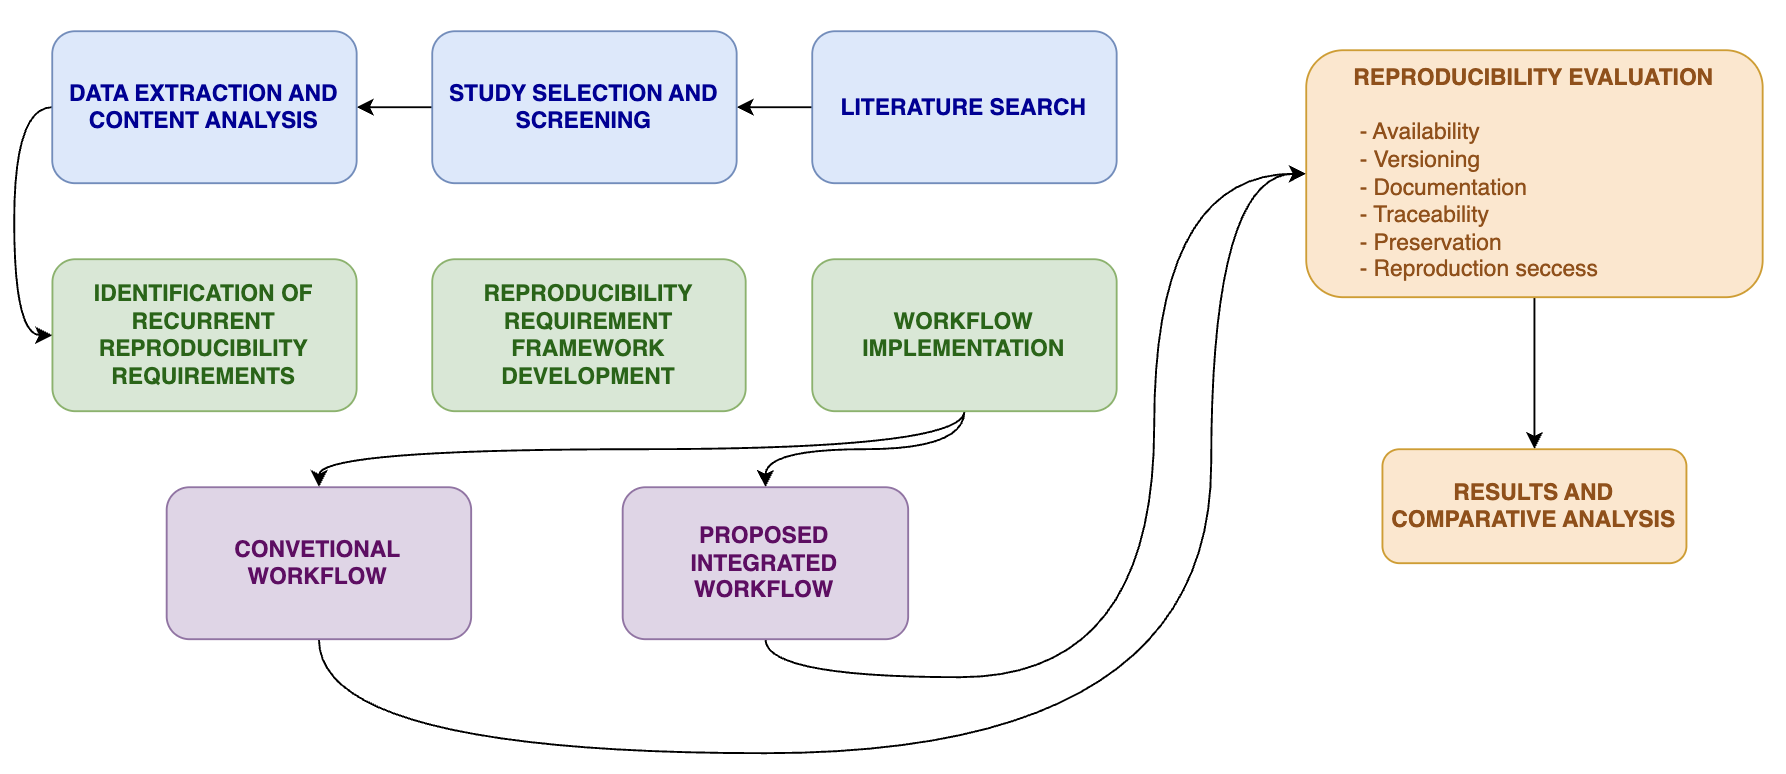 DATA EXTRACTION AND
CONTENT ANALYSIS
STUDY SELECTION AND
SCREENING
LITERATURE SEARCH
REPRODUCIBILITY EVALUATION
- Availability
- Versioning
- Documentation
- Traceability
- Preservation
- Reproduction seccess
IDENTIFICATION OF
RECURRENT
REPRODUCIBILITY
REQUIREMENTS
REPRODUCIBILITY
REQUIREMENT
FRAMEWORK
DEVELOPMENT
WORKFLOW
IMPLEMENTATION
CONVETIONAL
WORKFLOW
PROPOSED
INTEGRATED
WORKFLOW
RESULTS AND
COMPARATIVE ANALYSIS